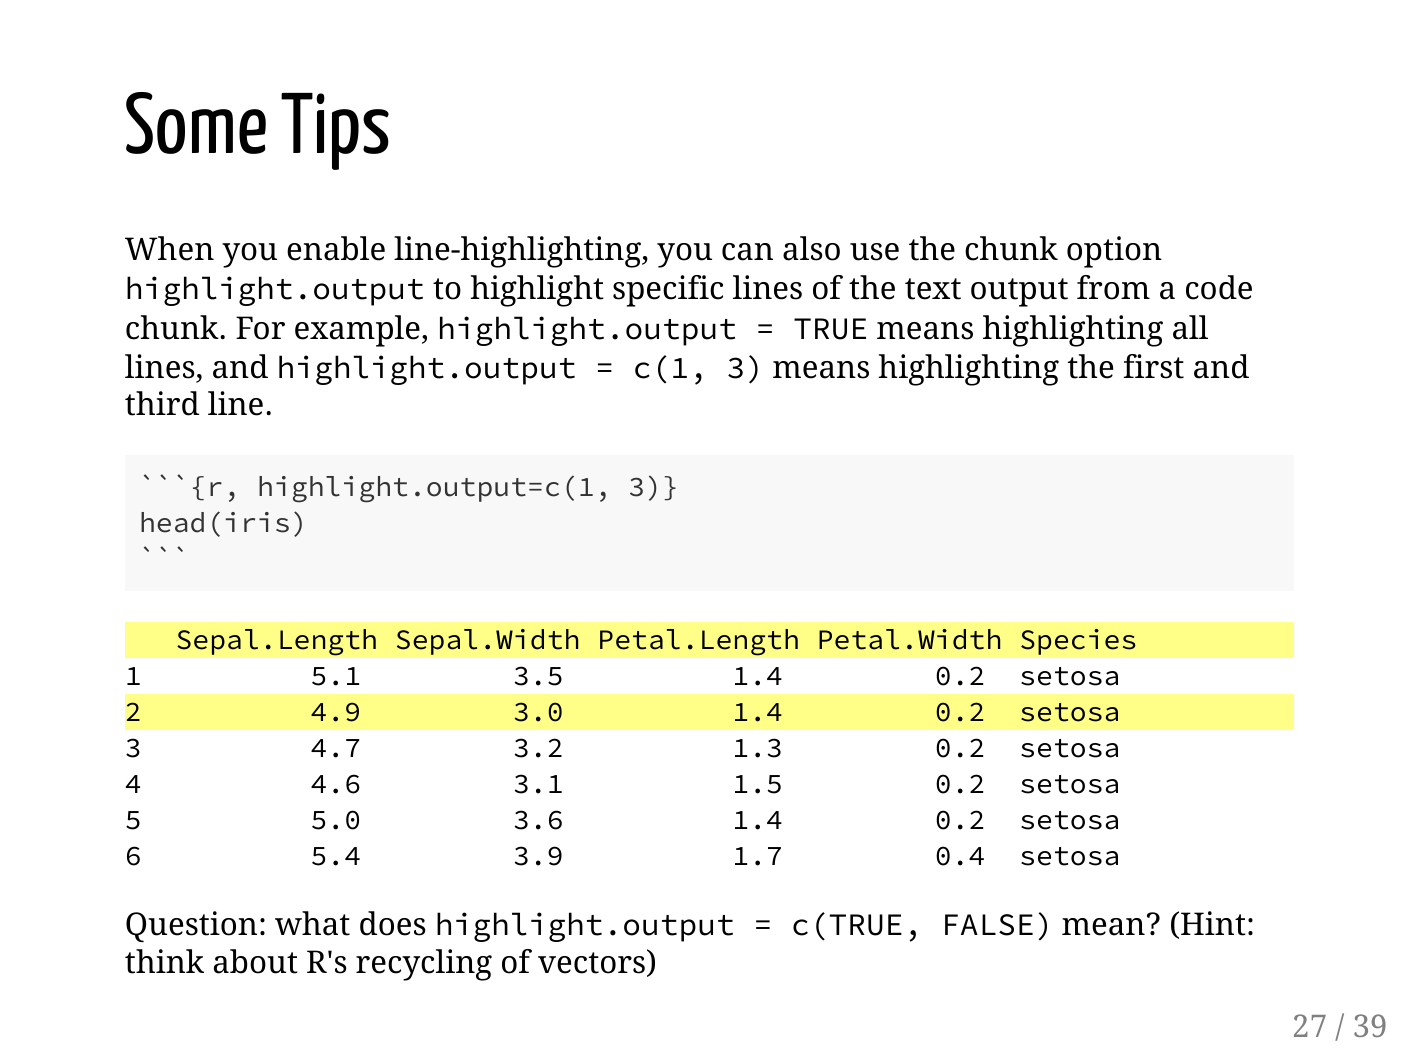 Some Tips
When you enable line-highlighting, you can also use the chunk option
highlight.output to highlight specific lines of the text output from a code
chunk. For example, highlight.output = TRUE means highlighting all
lines, and highlight.output = c(1, 3) means highlighting the first and
third line.
```{r, highlight.output=c(1, 3)}
head(iris)
```
   Sepal.Length Sepal.Width Petal.Length Petal.Width Species
1          5.1         3.5          1.4         0.2  setosa
2          4.9         3.0          1.4         0.2  setosa
3          4.7         3.2          1.3         0.2  setosa
4          4.6         3.1          1.5         0.2  setosa
5          5.0         3.6          1.4         0.2  setosa
6          5.4         3.9          1.7         0.4  setosa
Question: what does highlight.output = c(TRUE, FALSE) mean? (Hint:
think about R's recycling of vectors)
27 / 39